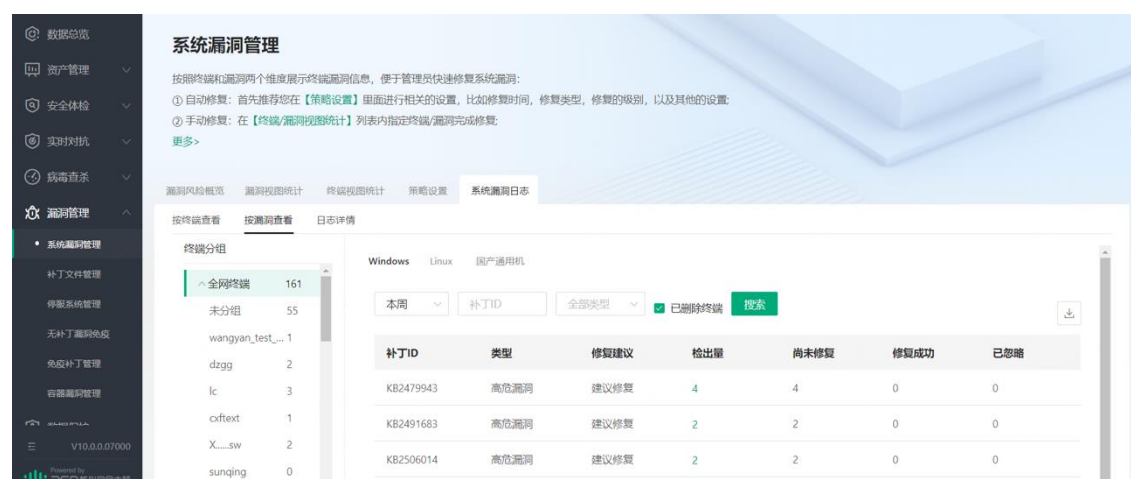 数据总览
资产管理
安全体检
实时对抗
病毒查杀
漏洞管理
系统漏洞管理
补丁文件管理
停服系统管理
无补丁漏洞免疫
免疫补丁管理
容器漏洞管理
V10.0.0.07000
Powered by
系统漏洞管理
按照终端和漏洞两个维度展示终端漏洞信息，便于管理员快速修复系统漏洞：
① 自动修复：首先推荐您在【策略设置】里面进行相关的设置，比如修复时间，修复类型，修复的级别，以及其他的设置;
② 手动修复：在【终端/漏洞视图统计】列表内指定终端/漏洞完成修复;
更多>
漏洞风险概览 漏洞视图统计 终端视图统计 策略设置 系统漏洞日志
按终端查看 按漏洞查看 日志详情
终端分组
全网终端 161
未分组 55
wangyan_test_... 1
dzgg 2
lc 3
cxftext 1
X......sw 2
sunqing 0
Windows Linux 国产通用机
本周 补丁ID 全部类型 已删除终端 搜索
补丁ID 类型 修复建议 检出量 尚未修复 修复成功 已忽略
KB2479943 高危漏洞 建议修复 4 4 0 0
KB2491683 高危漏洞 建议修复 2 2 0 0
KB2506014 高危漏洞 建议修复 2 2 0 0